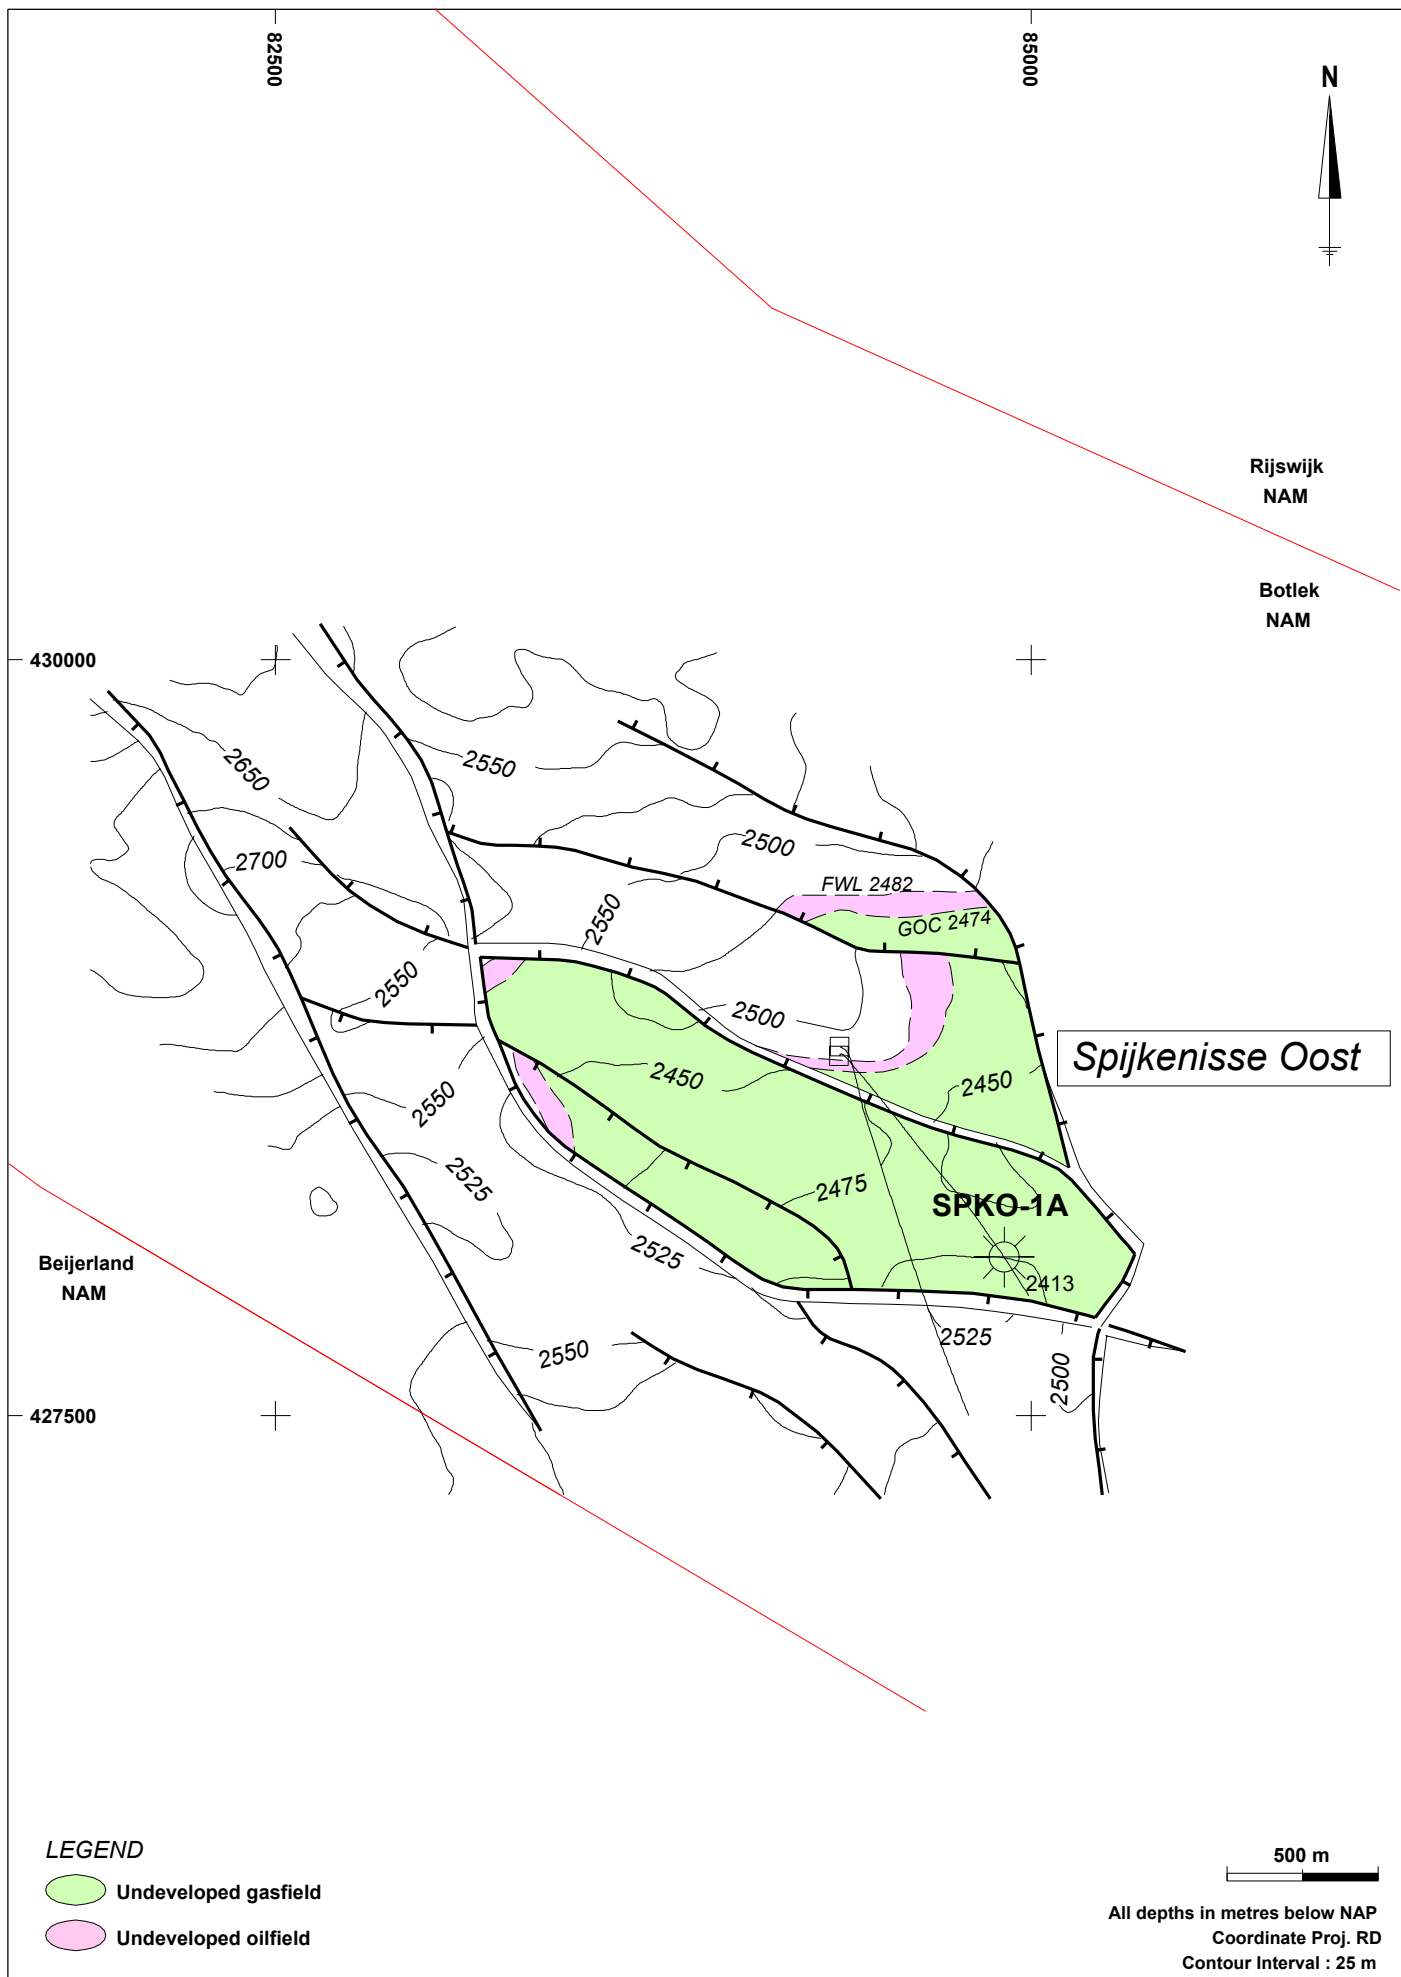 82500
85000
N
Rijswijk
NAM
Botlek
NAM
430000
2650
2550
2700
2500
FWL 2482
GOC 2474
2550
2550
2500
Spijkenisse Oost
2450
2450
2550
2525
2475
SPKO-1A
2525
2413
Beijerland
NAM
2525
2550
2500
427500
LEGEND
Undeveloped gasfield
Undeveloped oilfield
500 m
All depths in metres below NAP
Coordinate Proj. RD
Contour Interval : 25 m